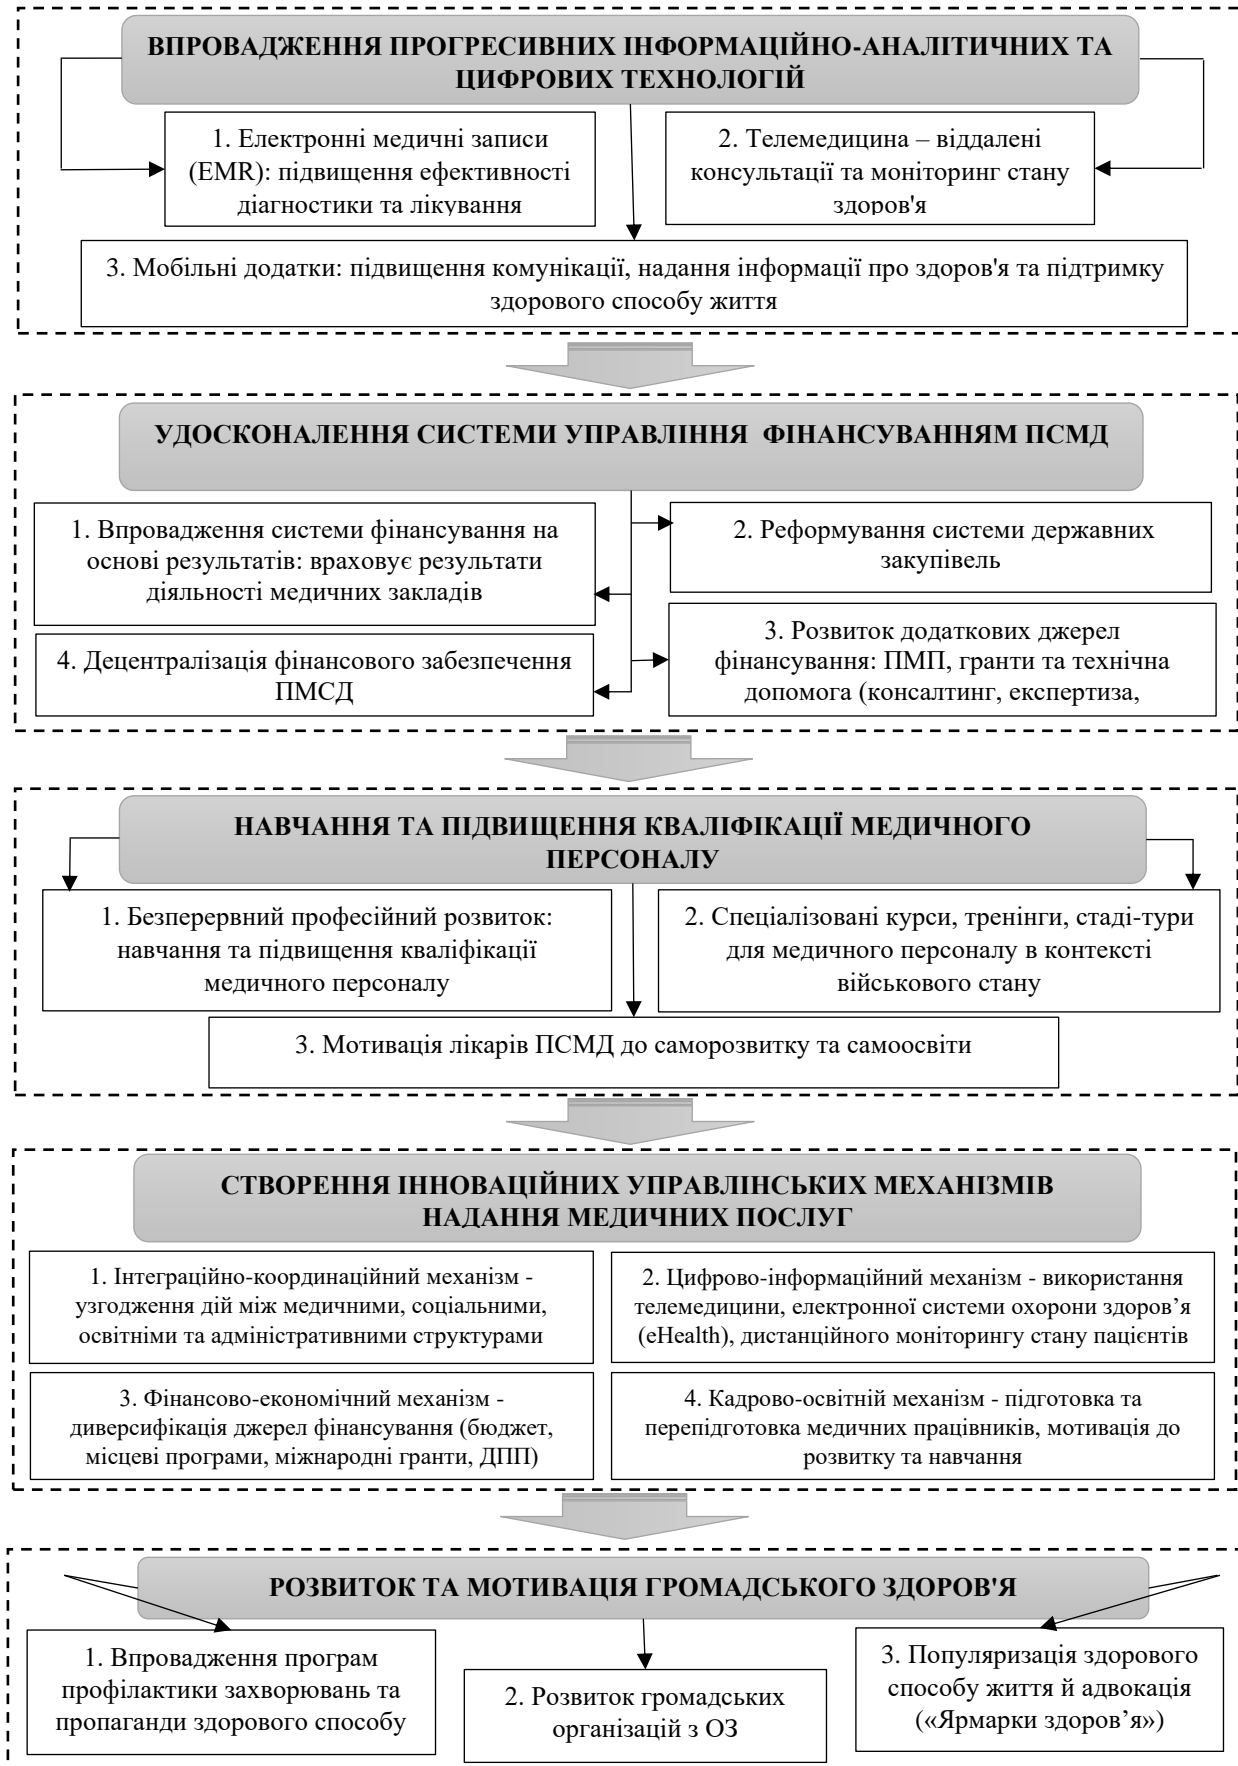 ВПРОВАДЖЕННЯ ПРОГРЕСИВНИХ ІНФОРМАЦІЙНО-АНАЛІТИЧНИХ ТА
ЦИФРОВИХ ТЕХНОЛОГІЙ
1. Електронні медичні записи
(EMR): підвищення ефективності
діагностики та лікування
2. Телемедицина – віддалені
консультації та моніторинг стану
здоров'я
3. Мобільні додатки: підвищення комунікації, надання інформації про здоров'я та підтримку
здорового способу життя
УДОСКОНАЛЕННЯ СИСТЕМИ УПРАВЛІННЯ ФІНАНСУВАННЯМ ПСМД
1. Впровадження системи фінансування на
основі результатів: враховує результати
діяльності медичних закладів
2. Реформування системи державних
закупівель
3. Розвиток додаткових джерел
фінансування: ПМП, гранти та технічна
допомога (консалтинг, експертиза,
4. Децентралізація фінансового забезпечення
ПМСД
НАВЧАННЯ ТА ПІДВИЩЕННЯ КВАЛІФІКАЦІЇ МЕДИЧНОГО
ПЕРСОНАЛУ
1. Безперервний професійний розвиток:
навчання та підвищення кваліфікації
медичного персоналу
2. Спеціалізовані курси, тренінги, стаді-тури
для медичного персоналу в контексті
військового стану
3. Мотивація лікарів ПСМД до саморозвитку та самоосвіти
СТВОРЕННЯ ІННОВАЦІЙНИХ УПРАВЛІНСЬКИХ МЕХАНІЗМІВ
НАДАННЯ МЕДИЧНИХ ПОСЛУГ
1. Інтеграційно-координаційний механізм -
узгодження дій між медичними, соціальними,
освітніми та адміністративними структурами
2. Цифрово-інформаційний механізм - використання
телемедицини, електронної системи охорони здоров’я
(eHealth), дистанційного моніторингу стану пацієнтів
3. Фінансово-економічний механізм -
диверсифікація джерел фінансування (бюджет,
місцеві програми, міжнародні гранти, ДПП)
4. Кадрово-освітній механізм - підготовка та
перепідготовка медичних працівників, мотивація до
розвитку та навчання
РОЗВИТОК ТА МОТИВАЦІЯ ГРОМАДСЬКОГО ЗДОРОВ'Я
1. Впровадження програм
профілактики захворювань та
пропаганди здорового способу
2. Розвиток громадських
організацій з ОЗ
3. Популяризація здорового
способу життя й адвокація
(«Ярмарки здоров’я»)